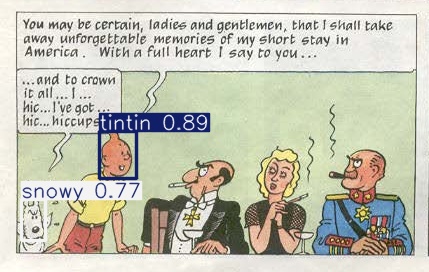 You may be certain, ladies and gentlemen, that I shall take
away unforgettable memories of my short stay in
America. With a full heart I say to you...
...and to crown
it all... I...
hic... I've got...
hic... hiccups
tintin 0.89
snowy 0.77